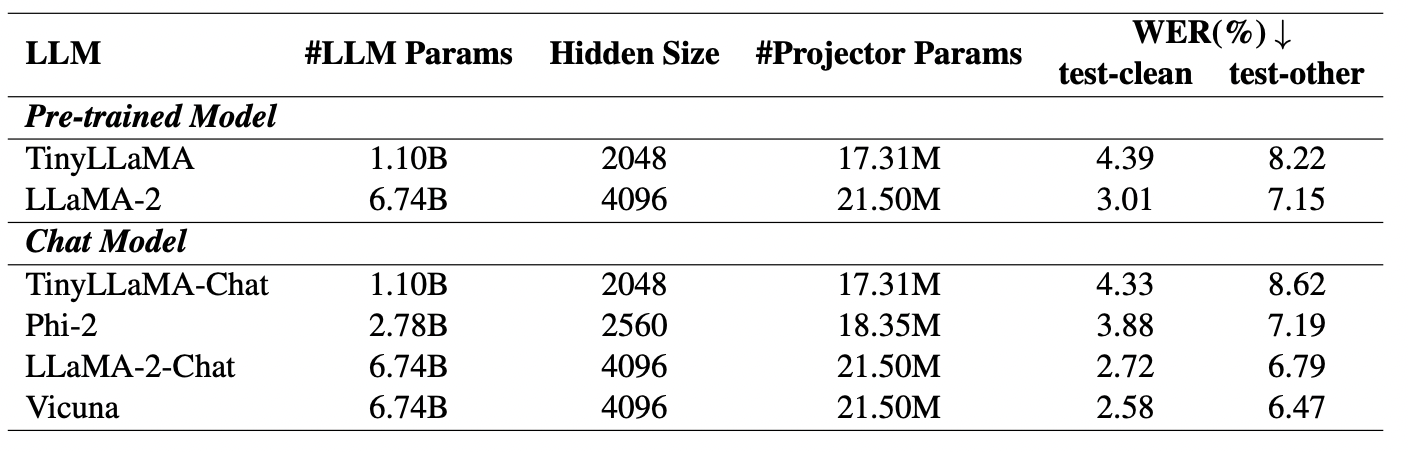 LLM #LLM Params Hidden Size #Projector Params WER(%) ↓
test-clean test-other
Pre-trained Model
TinyLLaMA 1.10B 2048 17.31M 4.39 8.22
LLaMA-2 6.74B 4096 21.50M 3.01 7.15
Chat Model
TinyLLaMA-Chat 1.10B 2048 17.31M 4.33 8.62
Phi-2 2.78B 2560 18.35M 3.88 7.19
LLaMA-2-Chat 6.74B 4096 21.50M 2.72 6.79
Vicuna 6.74B 4096 21.50M 2.58 6.47